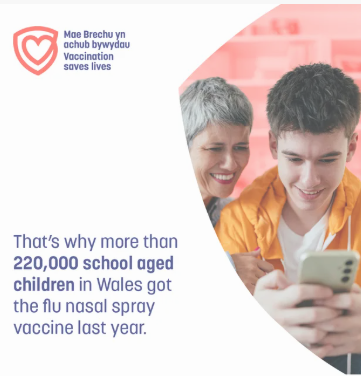 Mae Brechu yn
achub bywydau
Vaccination
saves lives
That's why more than
220,000 school aged
children in Wales got
the flu nasal spray
vaccine last year.